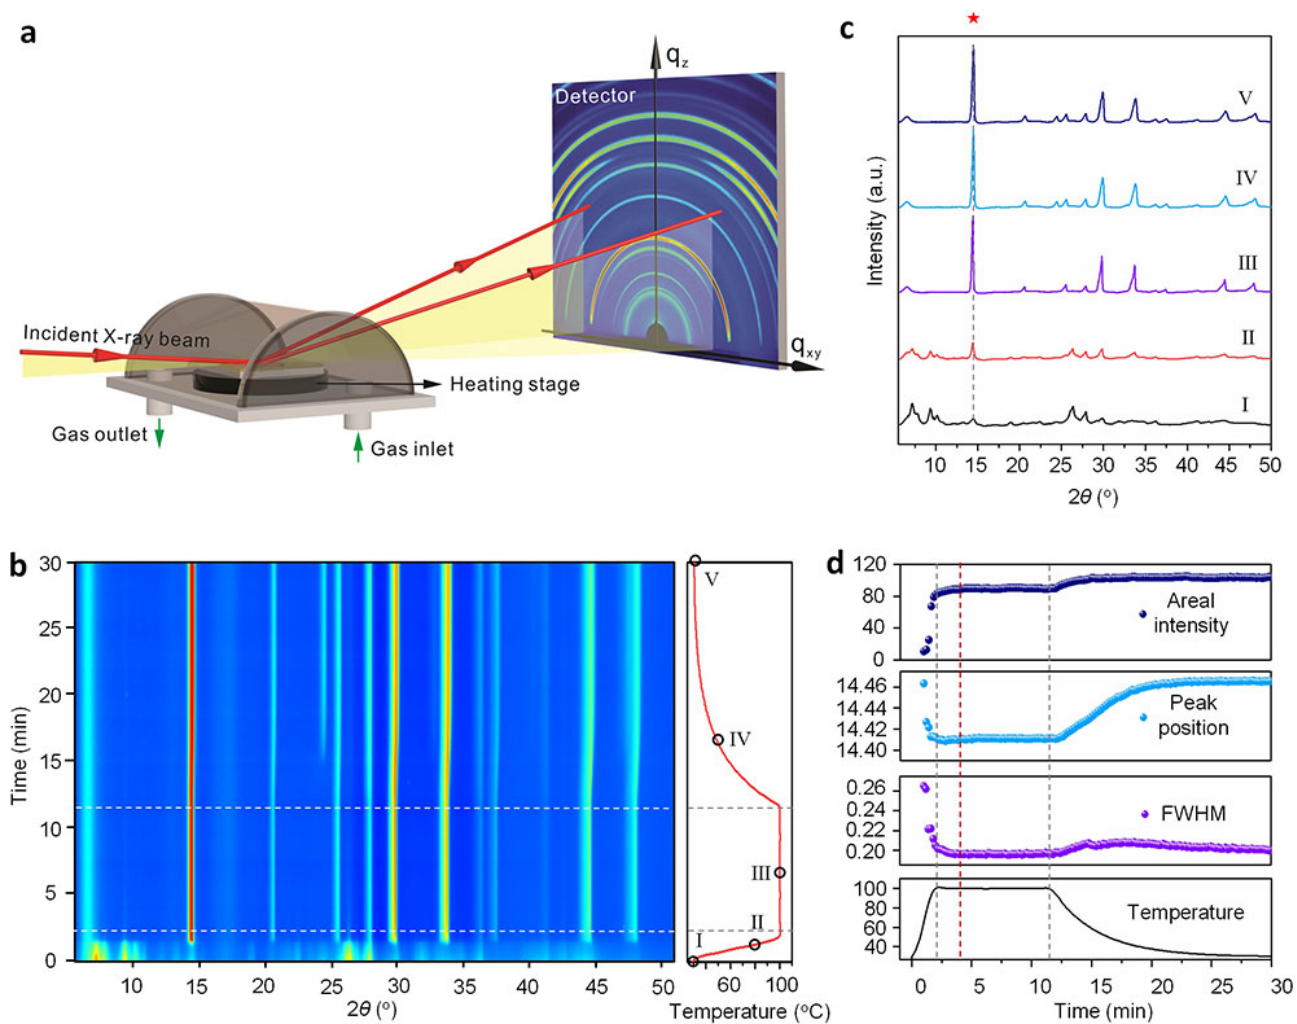 a
q_z
Detector
Incident X-ray beam
q_xy
Heating stage
Gas outlet
Gas inlet
c
V
IV
III
II
I
Intensity (a.u.)
10 15 20 25 30 35 40 45 50
2θ (°)
b
30
25
20
15
10
5
0
Time (min)
10 15 20 25 30 35 40 45 50
2θ (°)
V
IV
III
II
I
60 100
Temperature (°C)
d
120
80
40
0
Areal
intensity
14.46
14.44
14.42
14.40
Peak
position
0.26
0.24
0.22
0.20
FWHM
100
80
60
40
Temperature
0 5 10 15 20 25 30
Time (min)